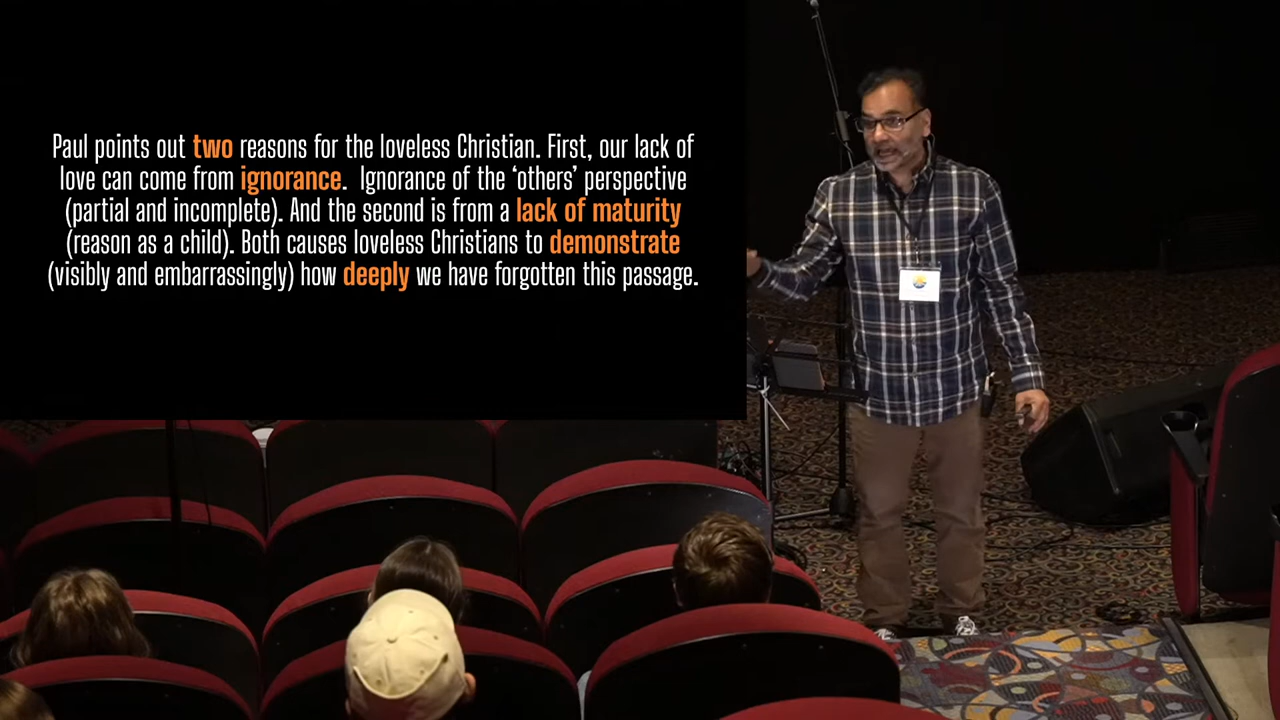 Paul points out two reasons for the loveless Christian. First, our lack of
love can come from ignorance.  Ignorance of the ‘others’ perspective
(partial and incomplete). And the second is from a lack of maturity
(reason as a child). Both causes loveless Christians to demonstrate
(visibly and embarrassingly) how deeply we have forgotten this passage.